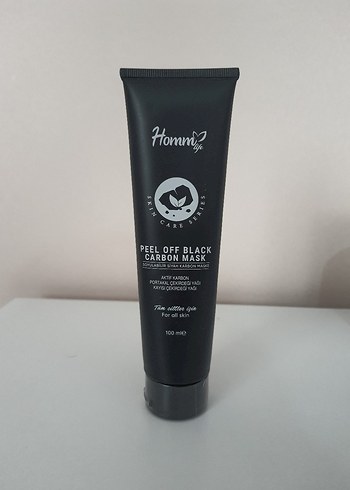 Homm
life
SKIN CARE SERIES
PEEL OFF BLACK
CARBON MASK
SOYULABİLİR SİYAH KARBON MASKE
AKTİF KARBON
PORTAKAL ÇEKİRDEĞİ YAĞI
KAYISI ÇEKİRDEĞİ YAĞI
Tüm ciltler için
For all skin
100 ml e